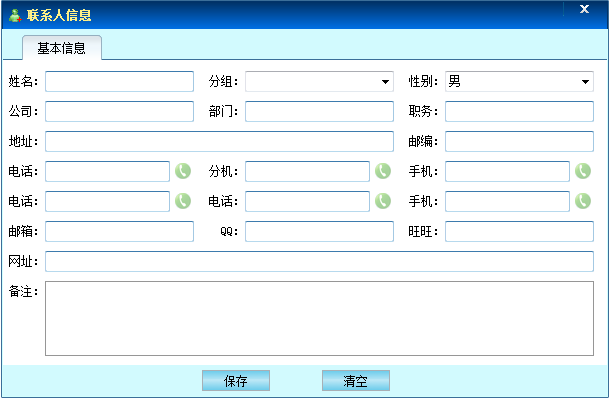 联系人信息 X
基本信息
姓名： 分组： 性别： 男
公司： 部门： 职务：
地址： 邮编：
电话： 分机： 手机：
电话： 电话： 手机：
邮箱： QQ： 旺旺：
网址：
备注：
保存 清空